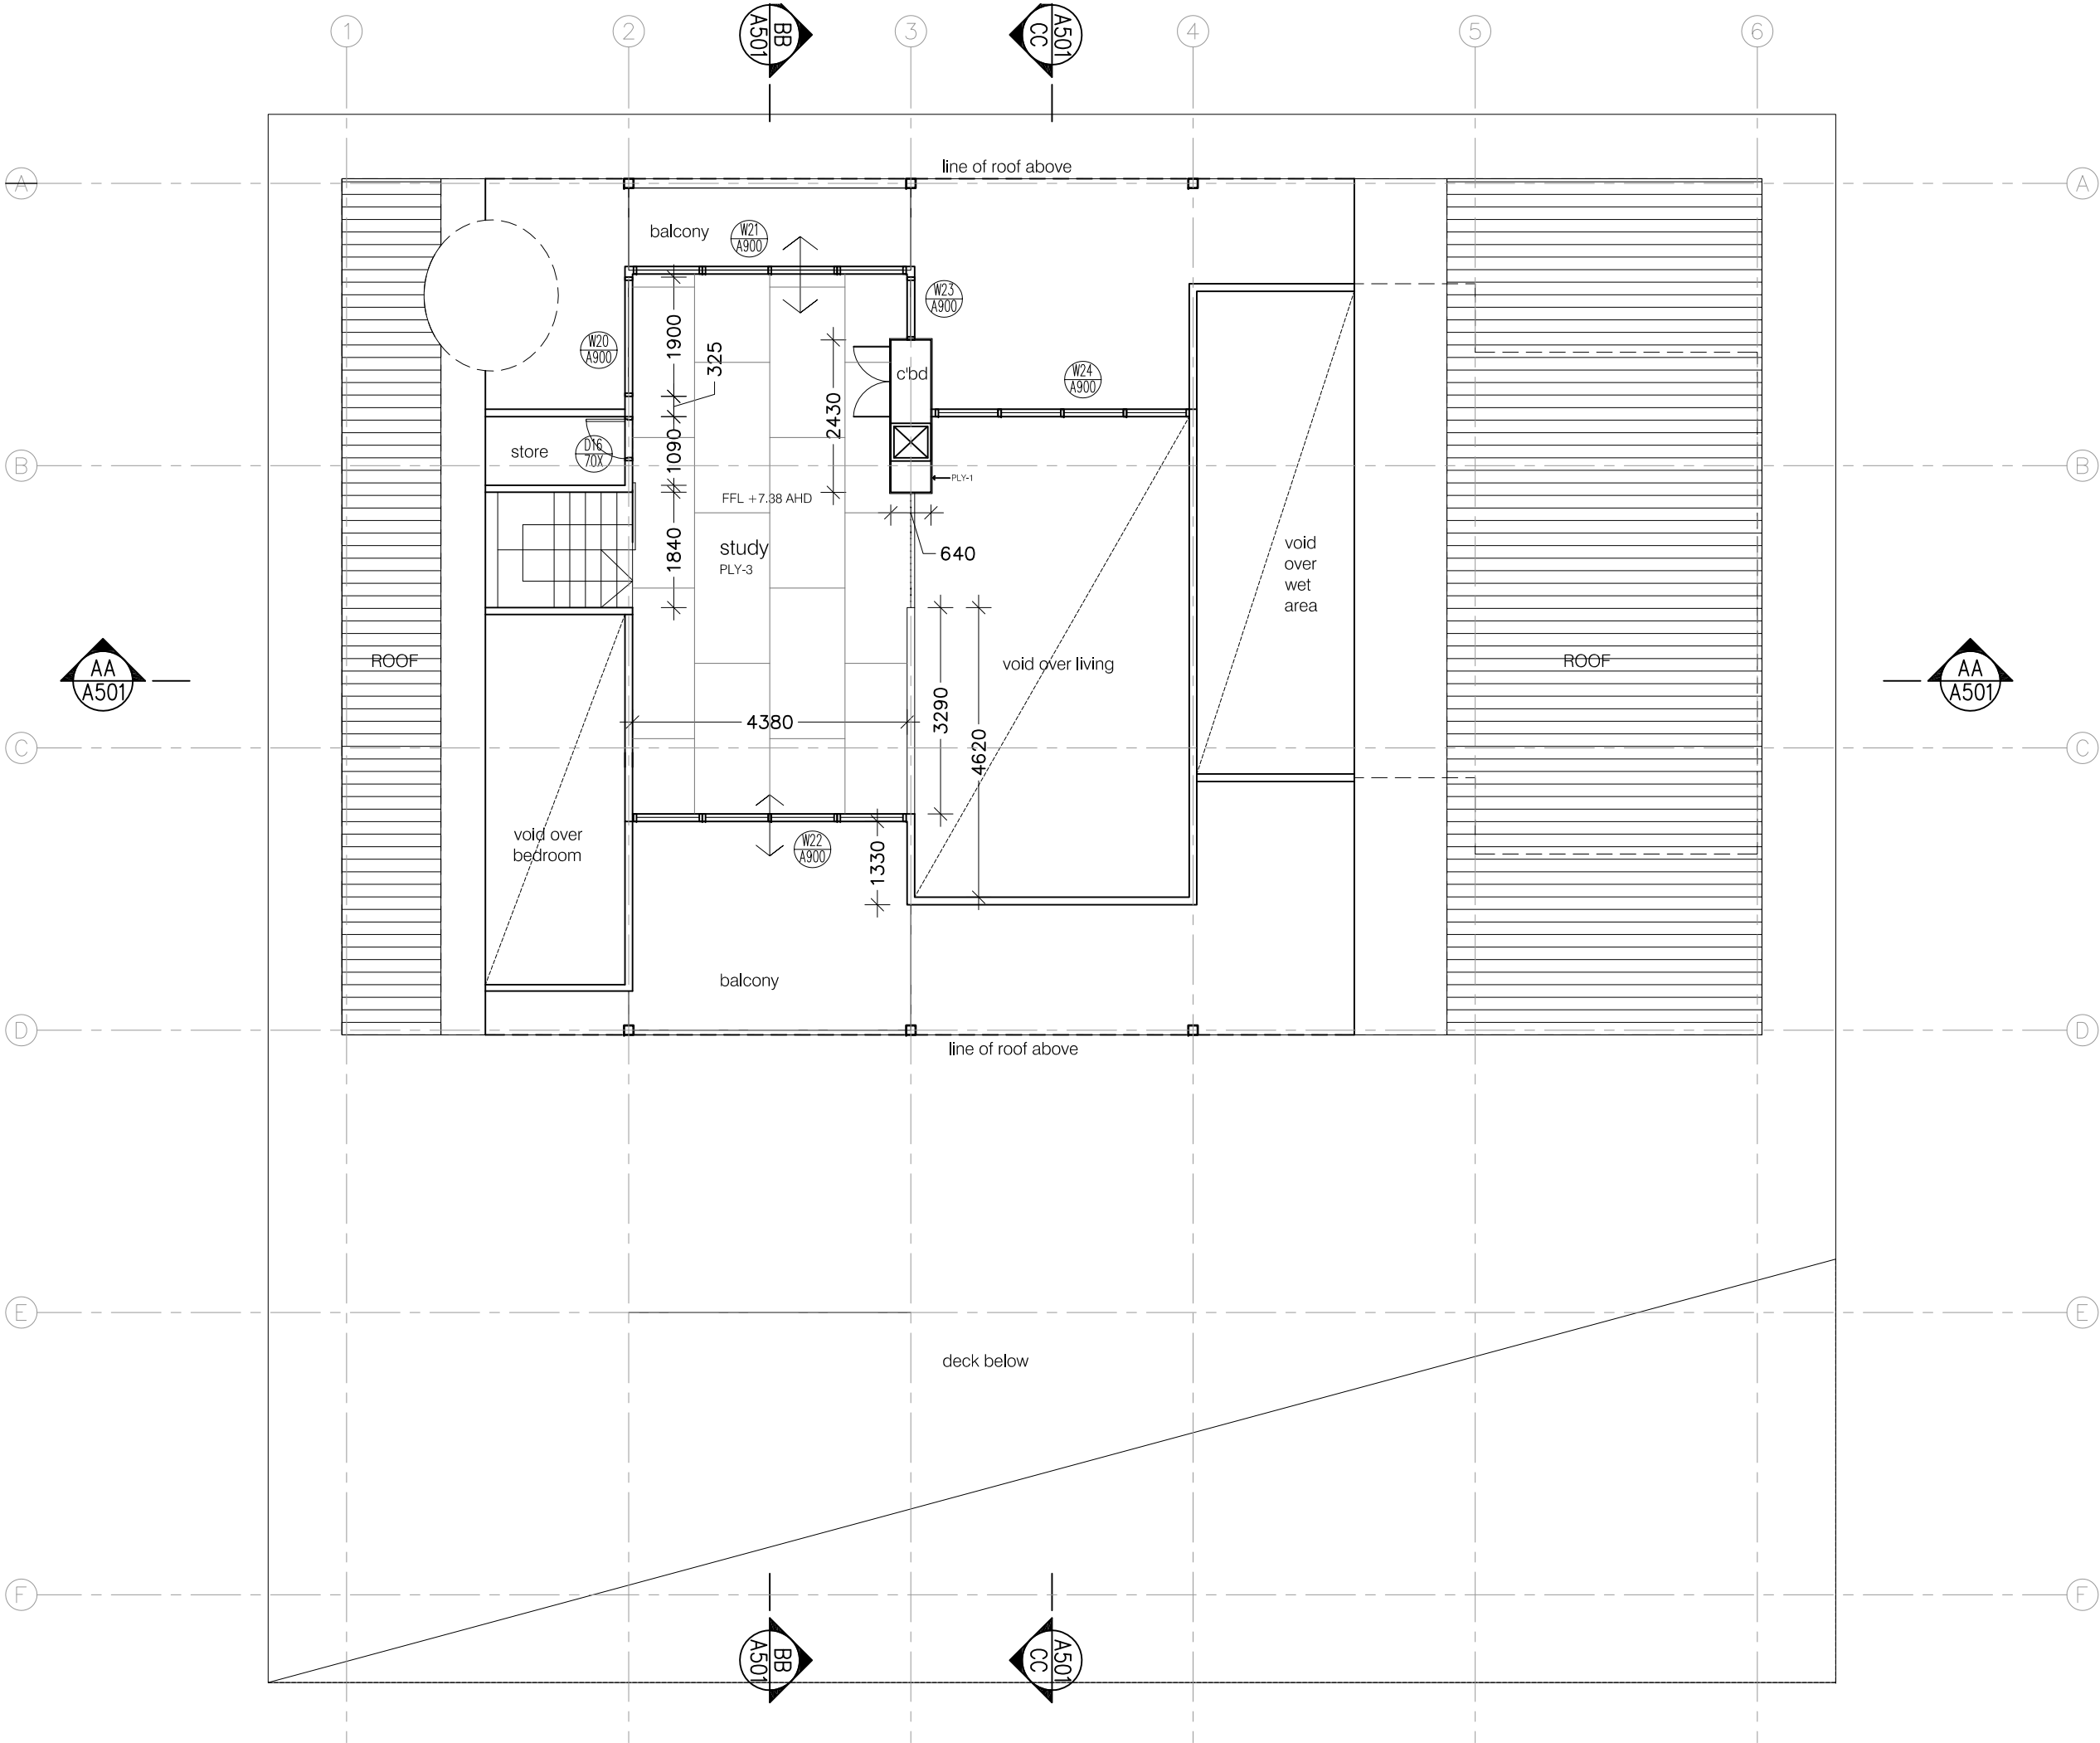 1
2
BB
A501
3
A501
CC
4
5
6
line of roof above
A
A
balcony
W21
A900
W23
A900
W20
A900
1900
325
c'bd
W24
A900
2430
store
D16
70X
1090
B
B
PLY-1
FFL +7.38 AHD
study
PLY-3
1840
640
void
over
wet
area
ROOF
void over living
ROOF
AA
A501
AA
A501
4380
3290
4620
C
C
void over
bedroom
W22
A900
1330
balcony
D
D
line of roof above
E
E
deck below
F
F
BB
A501
A501
CC